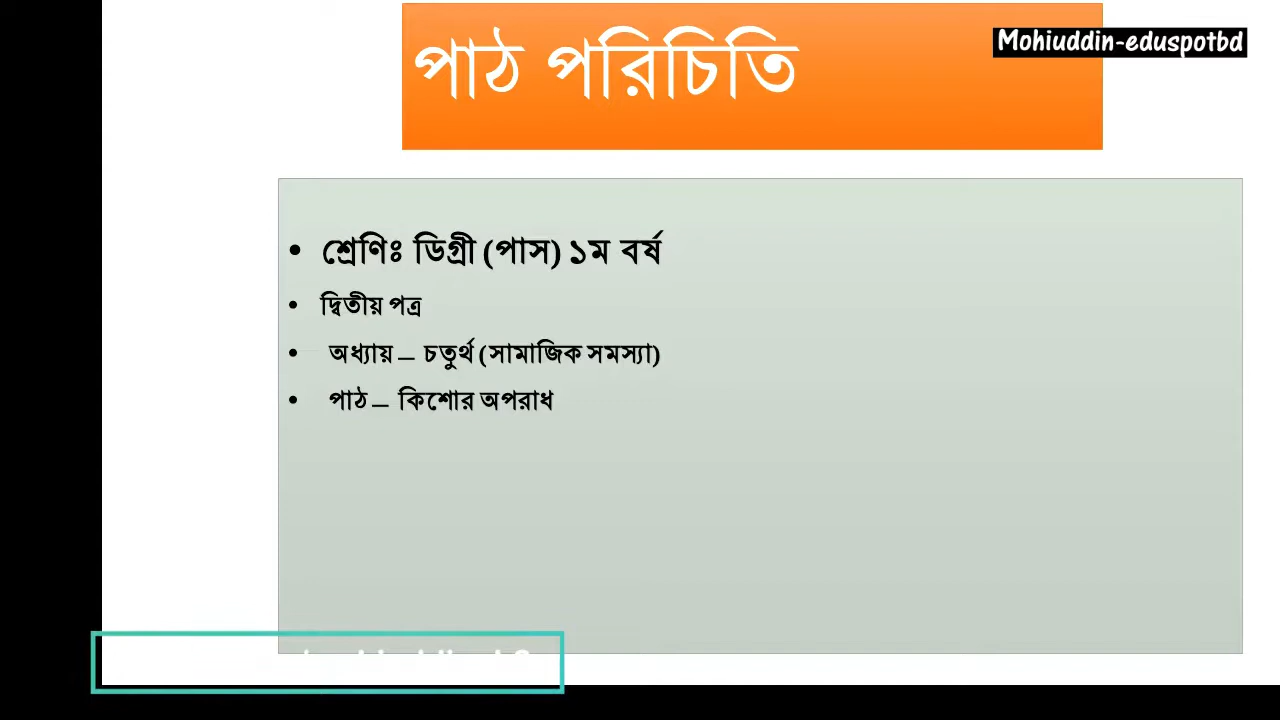 পাঠ পরিচিতি
Mohiuddin-eduspotbd
• শ্রেণিঃ ডিগ্রী (পাস) ১ম বর্ষ
• দ্বিতীয় পত্র
• অধ্যায় – চতুর্থ (সামাজিক সমস্যা)
• পাঠ – কিশোর অপরাধ